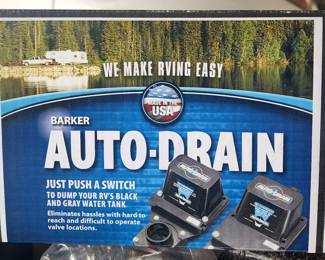 WE MAKE RVING EASY
MADE IN THE
USA
BARKER
AUTO-DRAIN
JUST PUSH A SWITCH
TO DUMP YOUR RV'S BLACK
AND GRAY WATER TANK
Eliminates hassles with hard to
reach and difficult to operate
valve locations.